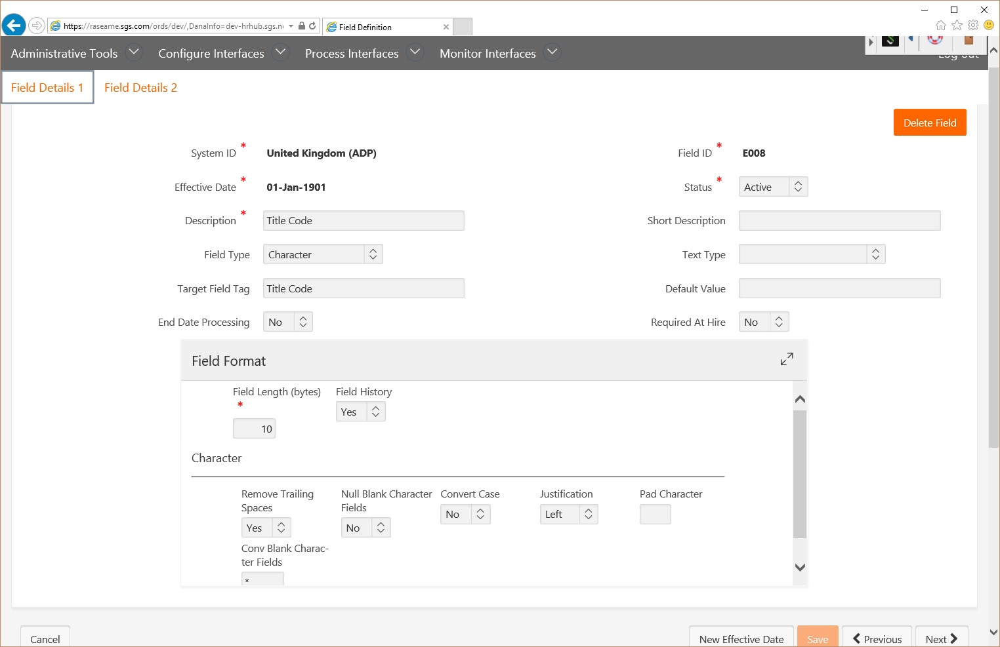 https://raseame.sgs.com/ords/dev/,DanaInfo=dev-hrhub.sgs.n
Field Definition
Administrative Tools Configure Interfaces Process Interfaces Monitor Interfaces Log out
Field Details 1 Field Details 2
Delete Field
System ID * United Kingdom (ADP) Field ID * E008
Effective Date * 01-Jan-1901 Status * Active
Description * Title Code Short Description
Field Type Character Text Type
Target Field Tag Title Code Default Value
End Date Processing No Required At Hire No
Field Format
Field Length (bytes) Field History
*
Yes
10
Character
Remove Trailing Null Blank Character Convert Case Justification Pad Character
Spaces Fields
No Left
Yes No
Conv Blank Charac-
ter Fields
*
Cancel New Effective Date Save Previous Next